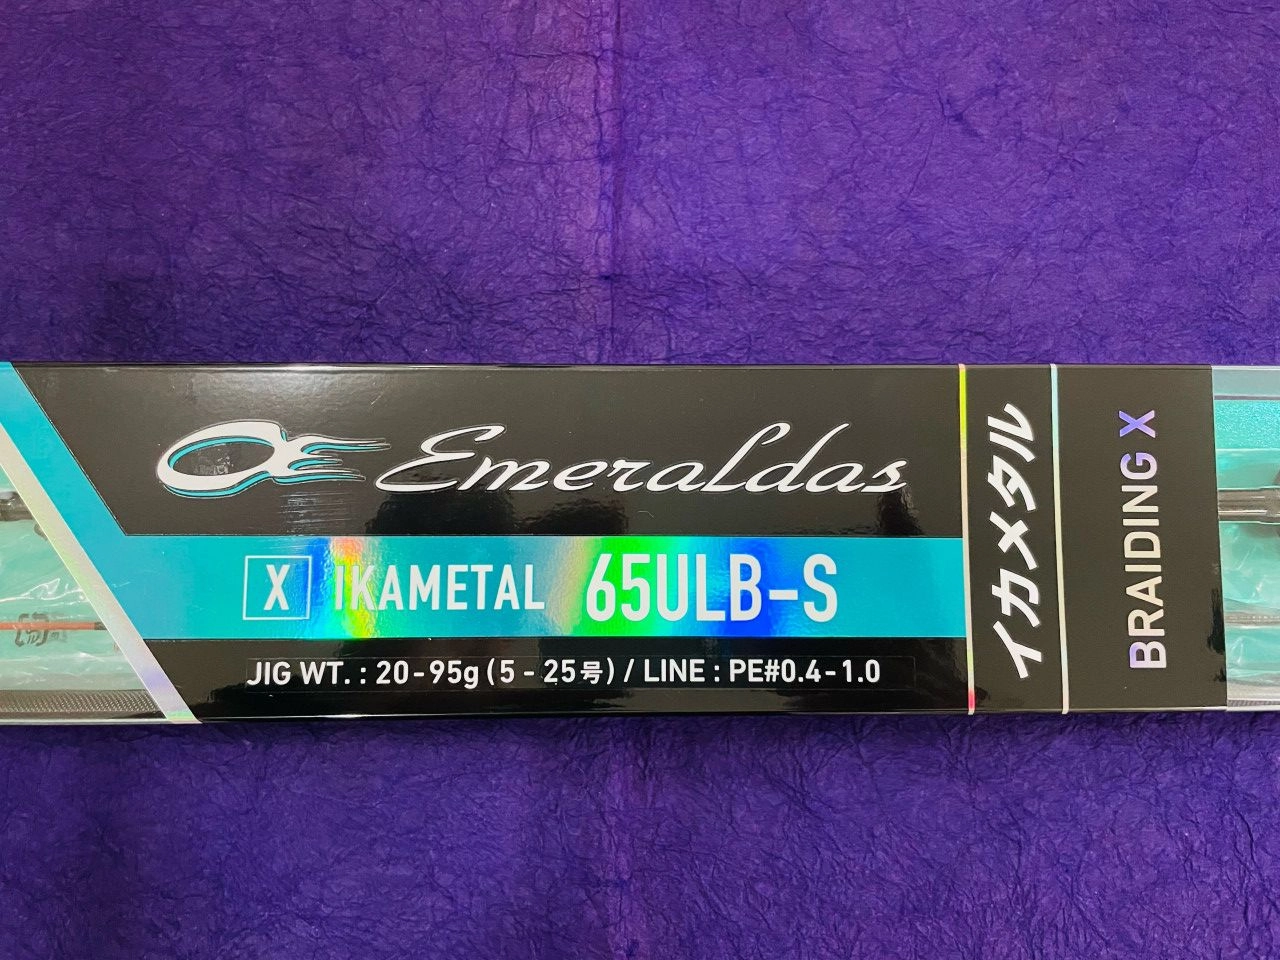 Emeraldas
X IKAMETAL 65ULB-S
JIG WT. : 20-95g (5 - 25号) / LINE : PE#0.4-1.0
イカメタル
BRAIDING X